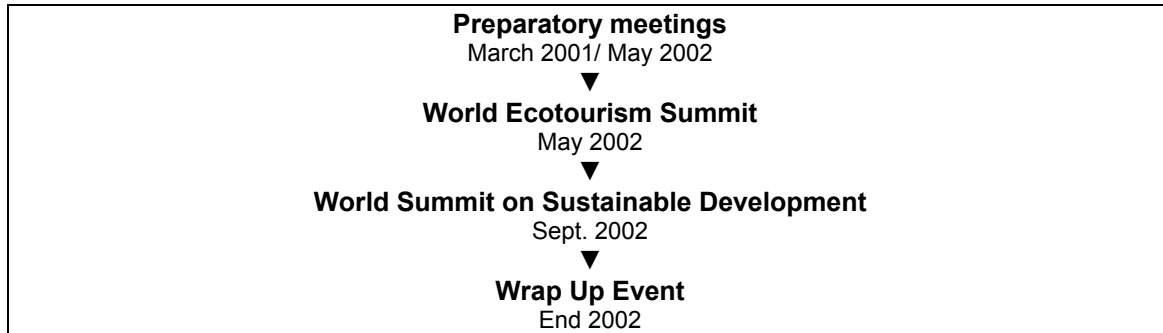 Preparatory meetings
March 2001/ May 2002
▼
World Ecotourism Summit
May 2002
▼
World Summit on Sustainable Development
Sept. 2002
▼
Wrap Up Event
End 2002